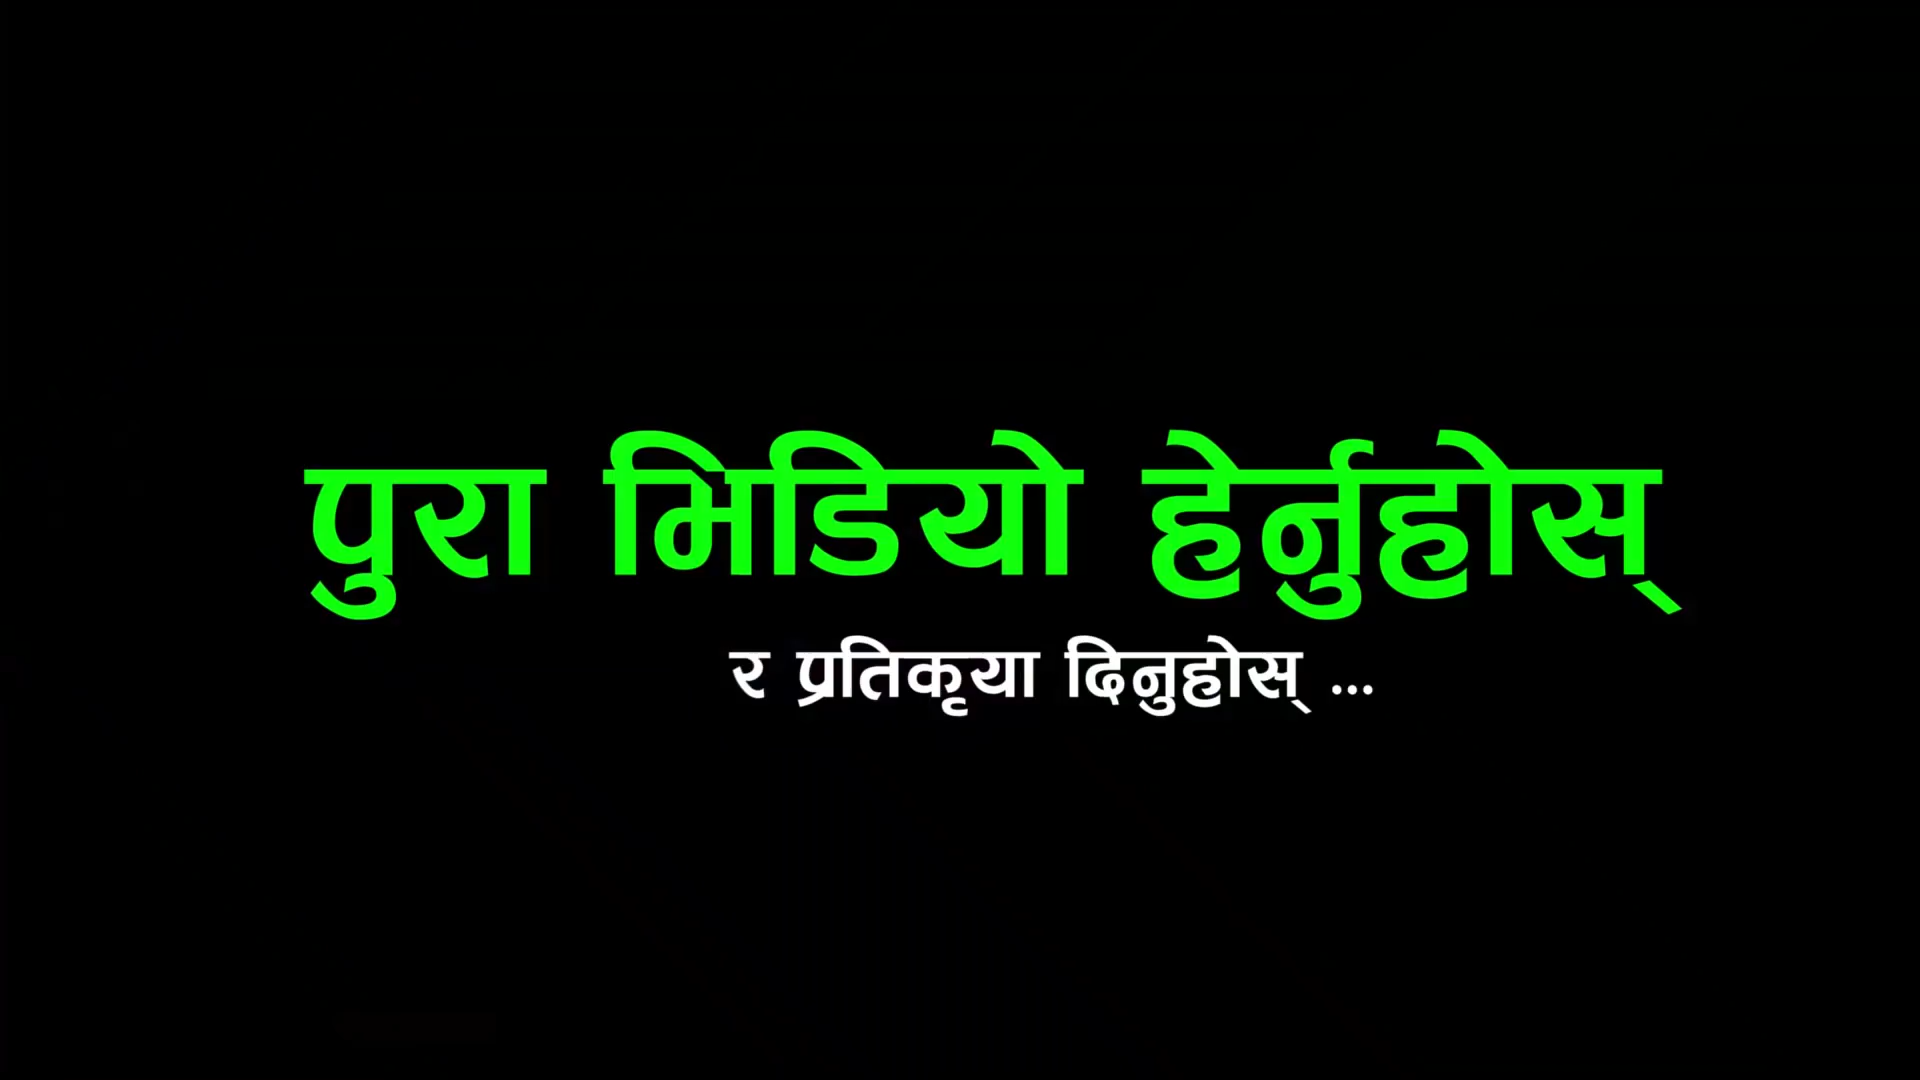 पुरा भिडियो हेर्नुहोस्
र प्रतिकृया दिनुहोस् ...